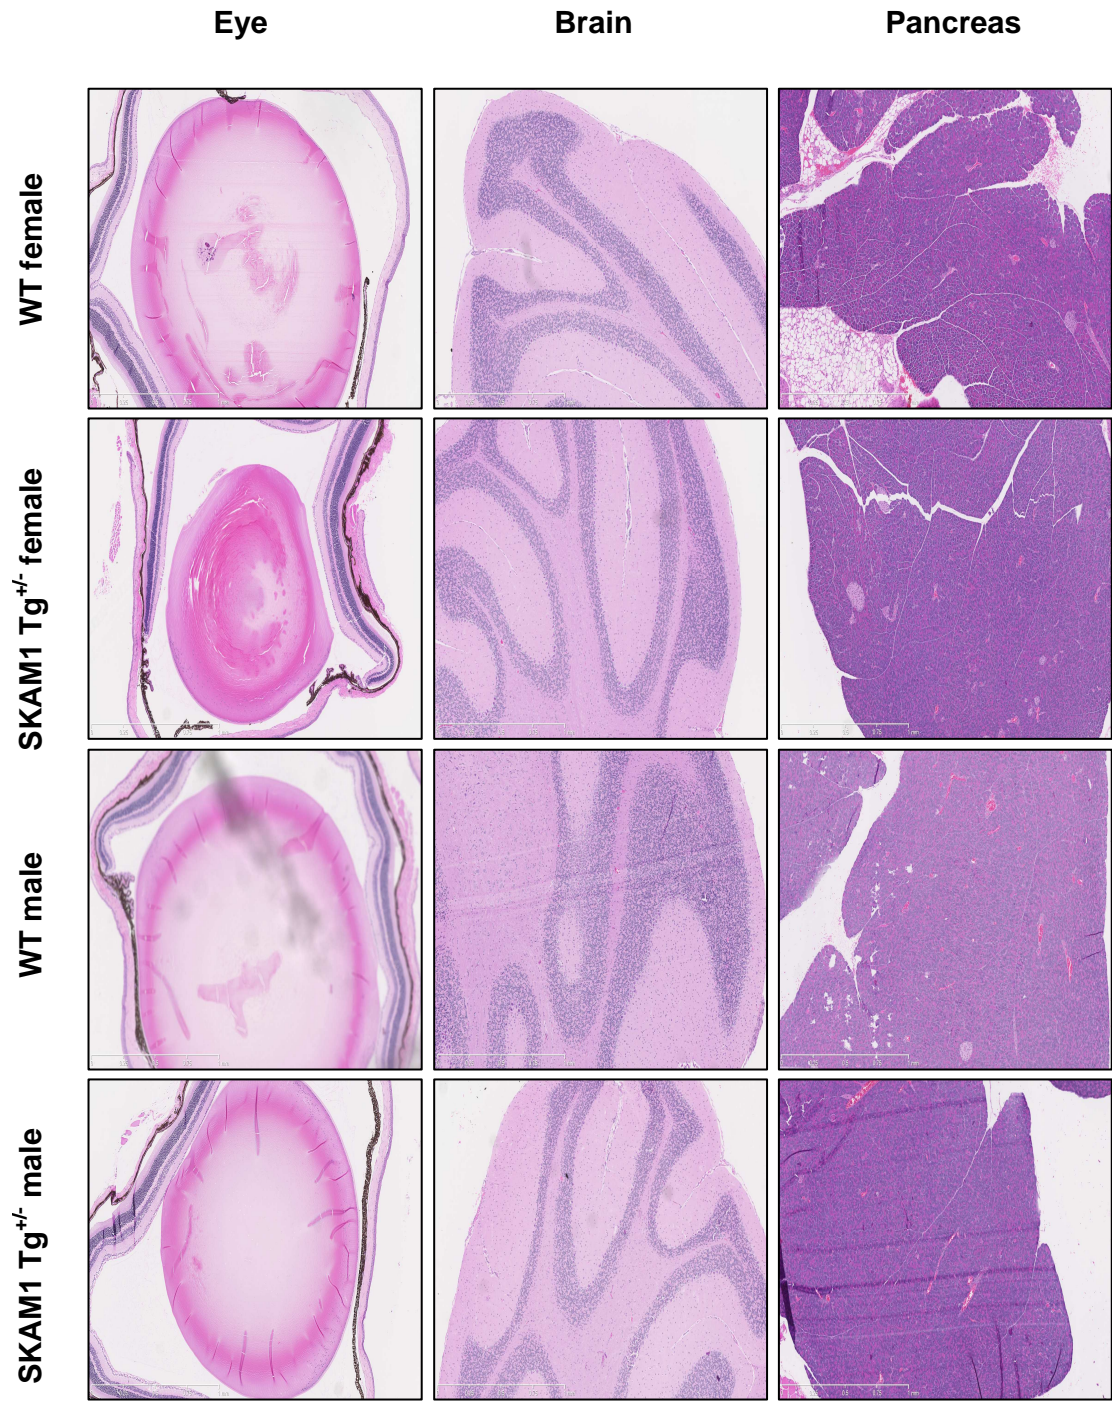 Eye Brain Pancreas
WT female
SKAM1 Tg+/- female
WT male
SKAM1 Tg+/- male